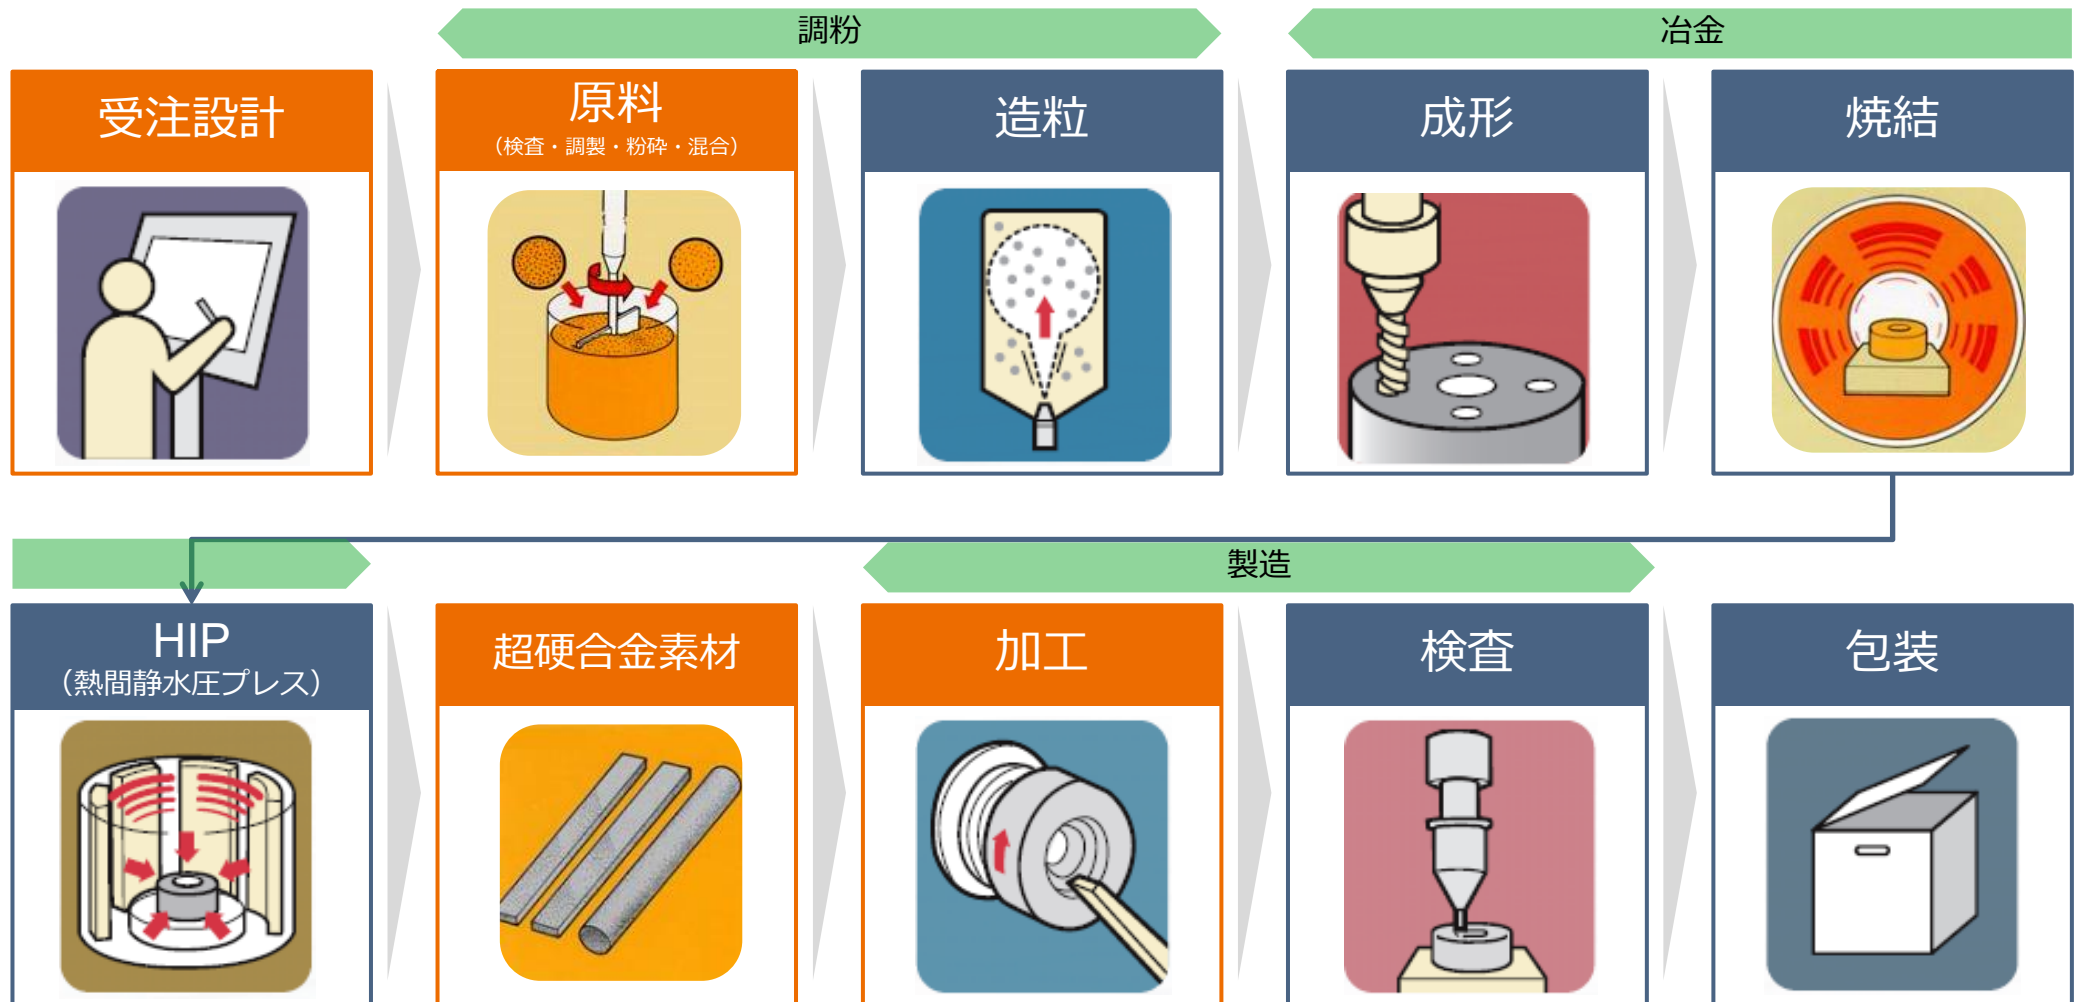 調粉
冶金
受注設計
原料
（検査・調製・粉砕・混合）
造粒
成形
焼結
製造
HIP
（熱間静水圧プレス）
超硬合金素材
加工
検査
包装